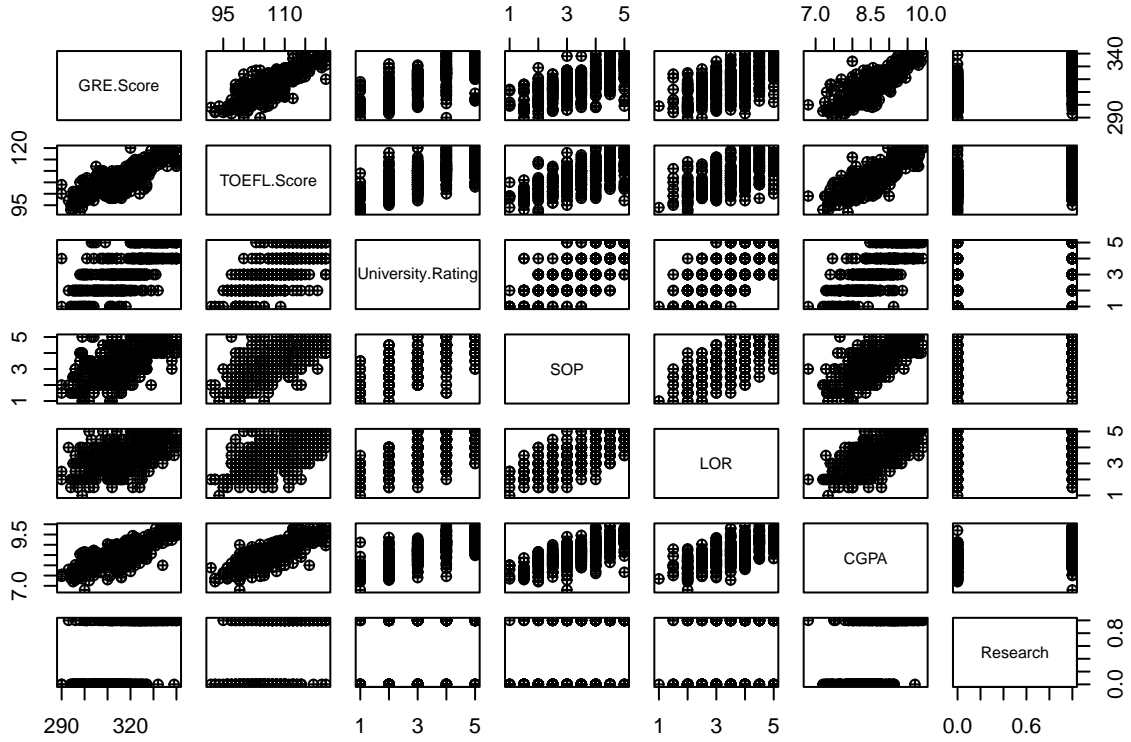 95 110
1 3 5
7.0 8.5 10.0
GRE.Score
290 340
95 120
TOEFL.Score
University.Rating
1 3 5
1 3 5
SOP
LOR
1 3 5
7.0 9.5
CGPA
Research
0.0 0.8
290 320
1 3 5
1 3 5
0.0 0.6